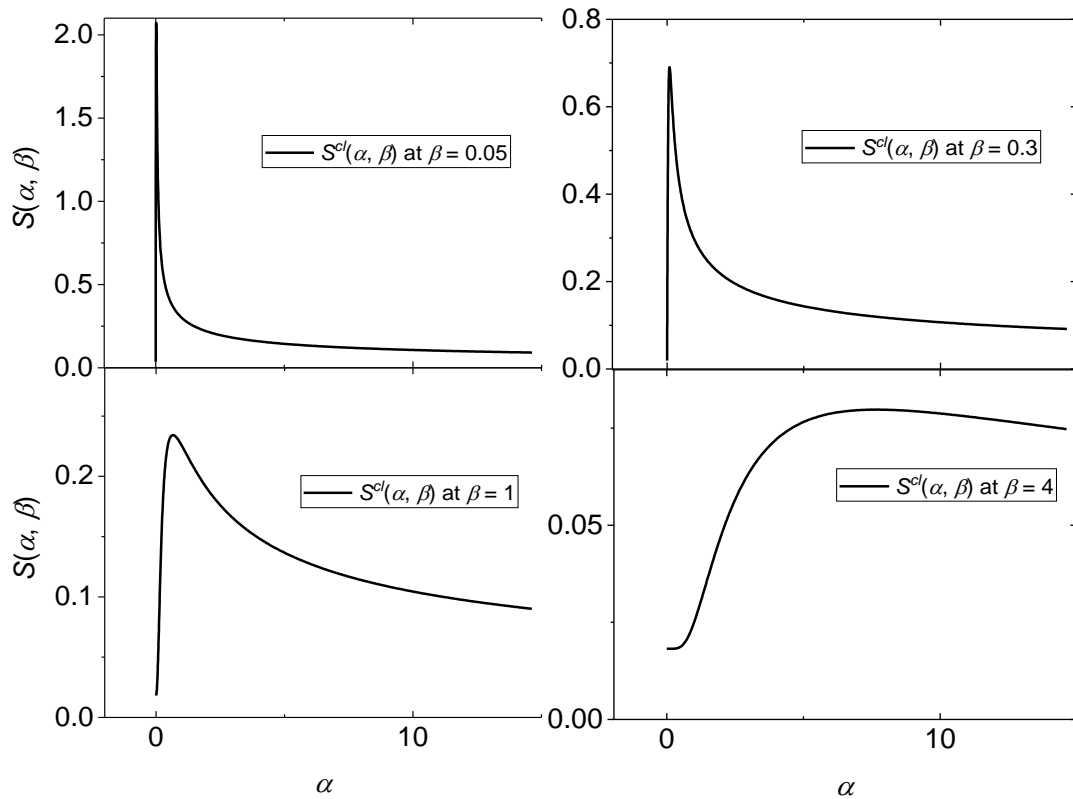 2.0
1.5
1.0
0.5
0.0
S(α, β)
S^cl(α, β) at β = 0.05
0.8
0.6
0.4
0.2
0.0
S^cl(α, β) at β = 0.3
0.2
0.1
0.0
S(α, β)
S^cl(α, β) at β = 1
0 10
α
0.05
0.00
S^cl(α, β) at β = 4
0 10
α